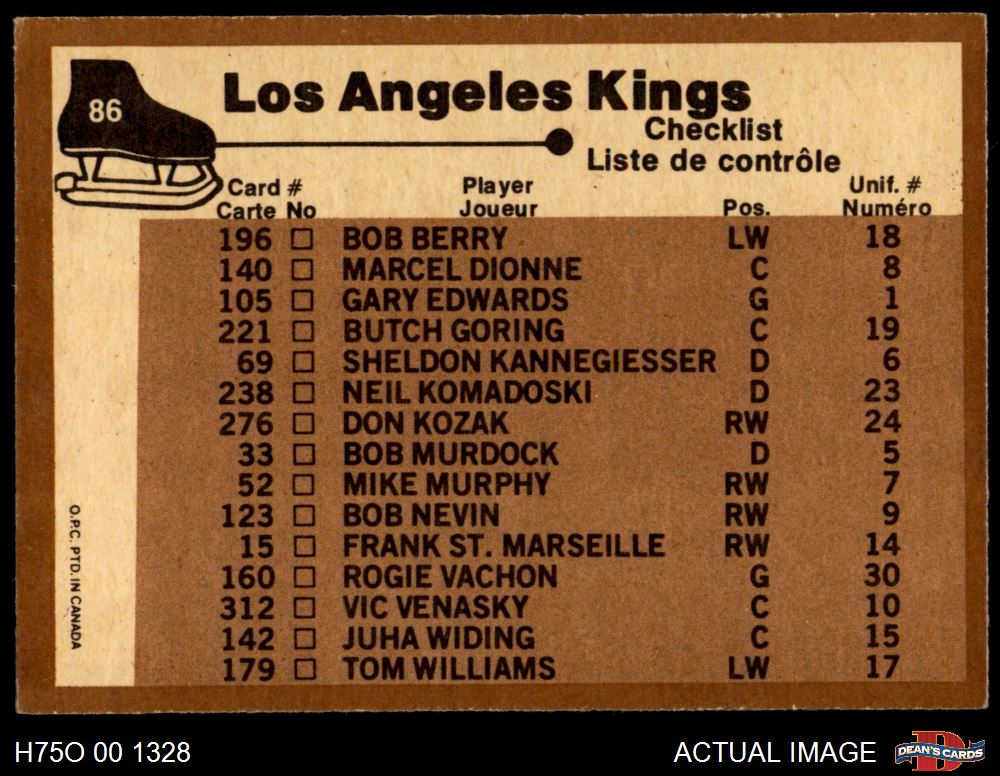 86
Los Angeles Kings
Checklist
Liste de contrôle
Card # Player Unif. #
Carte No Joueur Pos. Numéro
196 □ BOB BERRY LW 18
140 □ MARCEL DIONNE C 8
105 □ GARY EDWARDS G 1
221 □ BUTCH GORING C 19
69 □ SHELDON KANNEGIESSER D 6
238 □ NEIL KOMADOSKI D 23
276 □ DON KOZAK RW 24
33 □ BOB MURDOCK D 5
52 □ MIKE MURPHY RW 7
123 □ BOB NEVIN RW 9
15 □ FRANK ST. MARSEILLE RW 14
160 □ ROGIE VACHON G 30
312 □ VIC VENASKY C 10
142 □ JUHA WIDING C 15
179 □ TOM WILLIAMS LW 17
O.P.C. PTD. IN CANADA
H75O 00 1328
ACTUAL IMAGE
DEAN'S CARDS